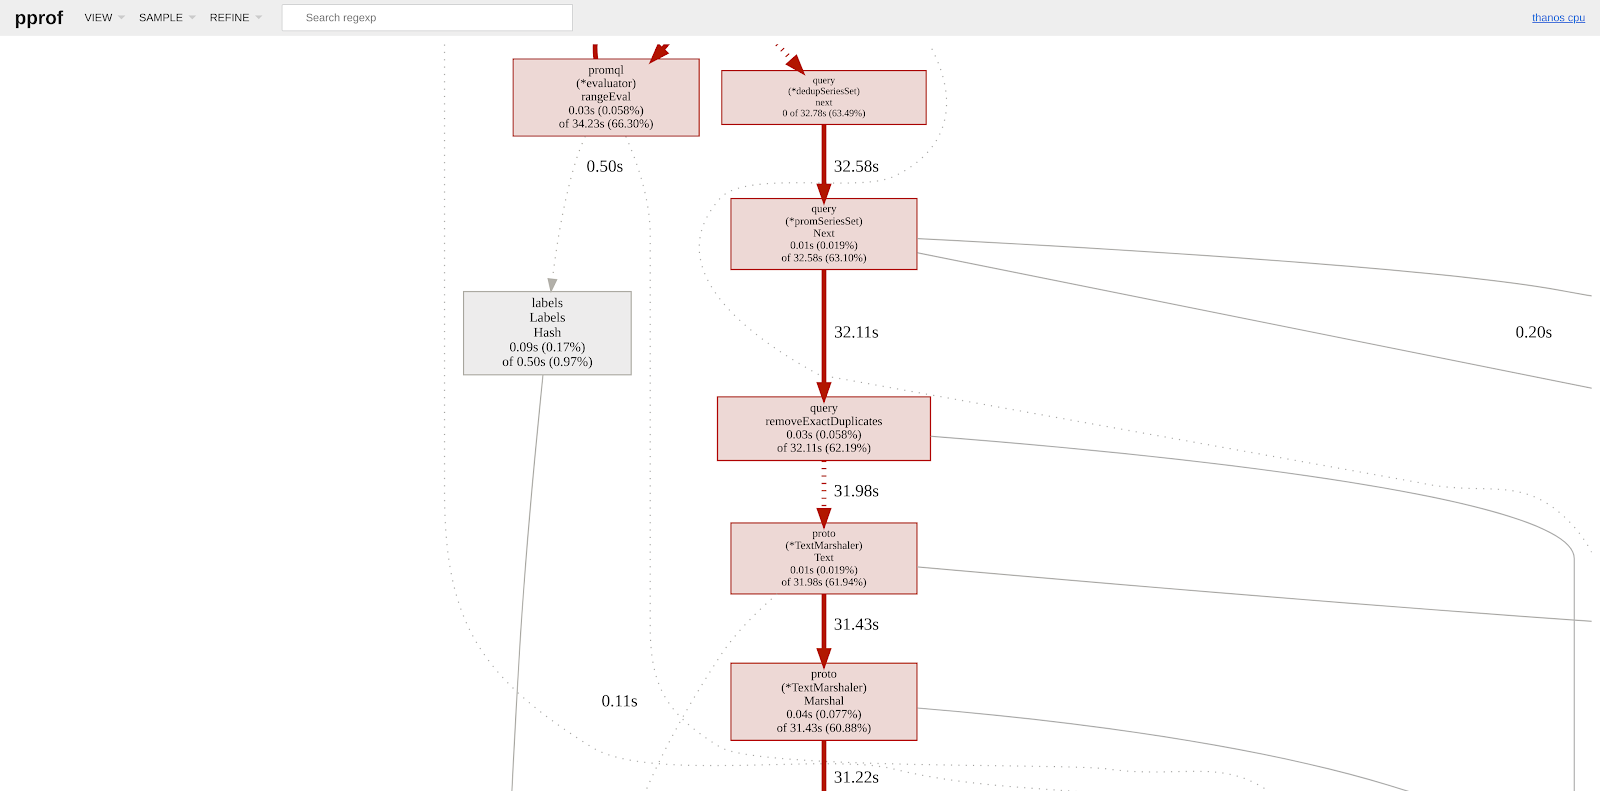 pprof VIEW SAMPLE REFINE Search regexp thanos cpu
promql
(*evaluator)
rangeEval
0.03s (0.058%)
of 34.23s (66.30%)
query
(*dedupSeriesSet)
next
0 of 32.78s (63.49%)
0.50s
32.58s
query
(*promSeriesSet)
Next
0.01s (0.019%)
of 32.58s (63.10%)
labels
Labels
Hash
0.09s (0.17%)
of 0.50s (0.97%)
32.11s
0.20s
query
removeExactDuplicates
0.03s (0.058%)
of 32.11s (62.19%)
31.98s
proto
(*TextMarshaler)
Text
0.01s (0.019%)
of 31.98s (61.94%)
31.43s
proto
(*TextMarshaler)
Marshal
0.04s (0.077%)
of 31.43s (60.88%)
0.11s
31.22s